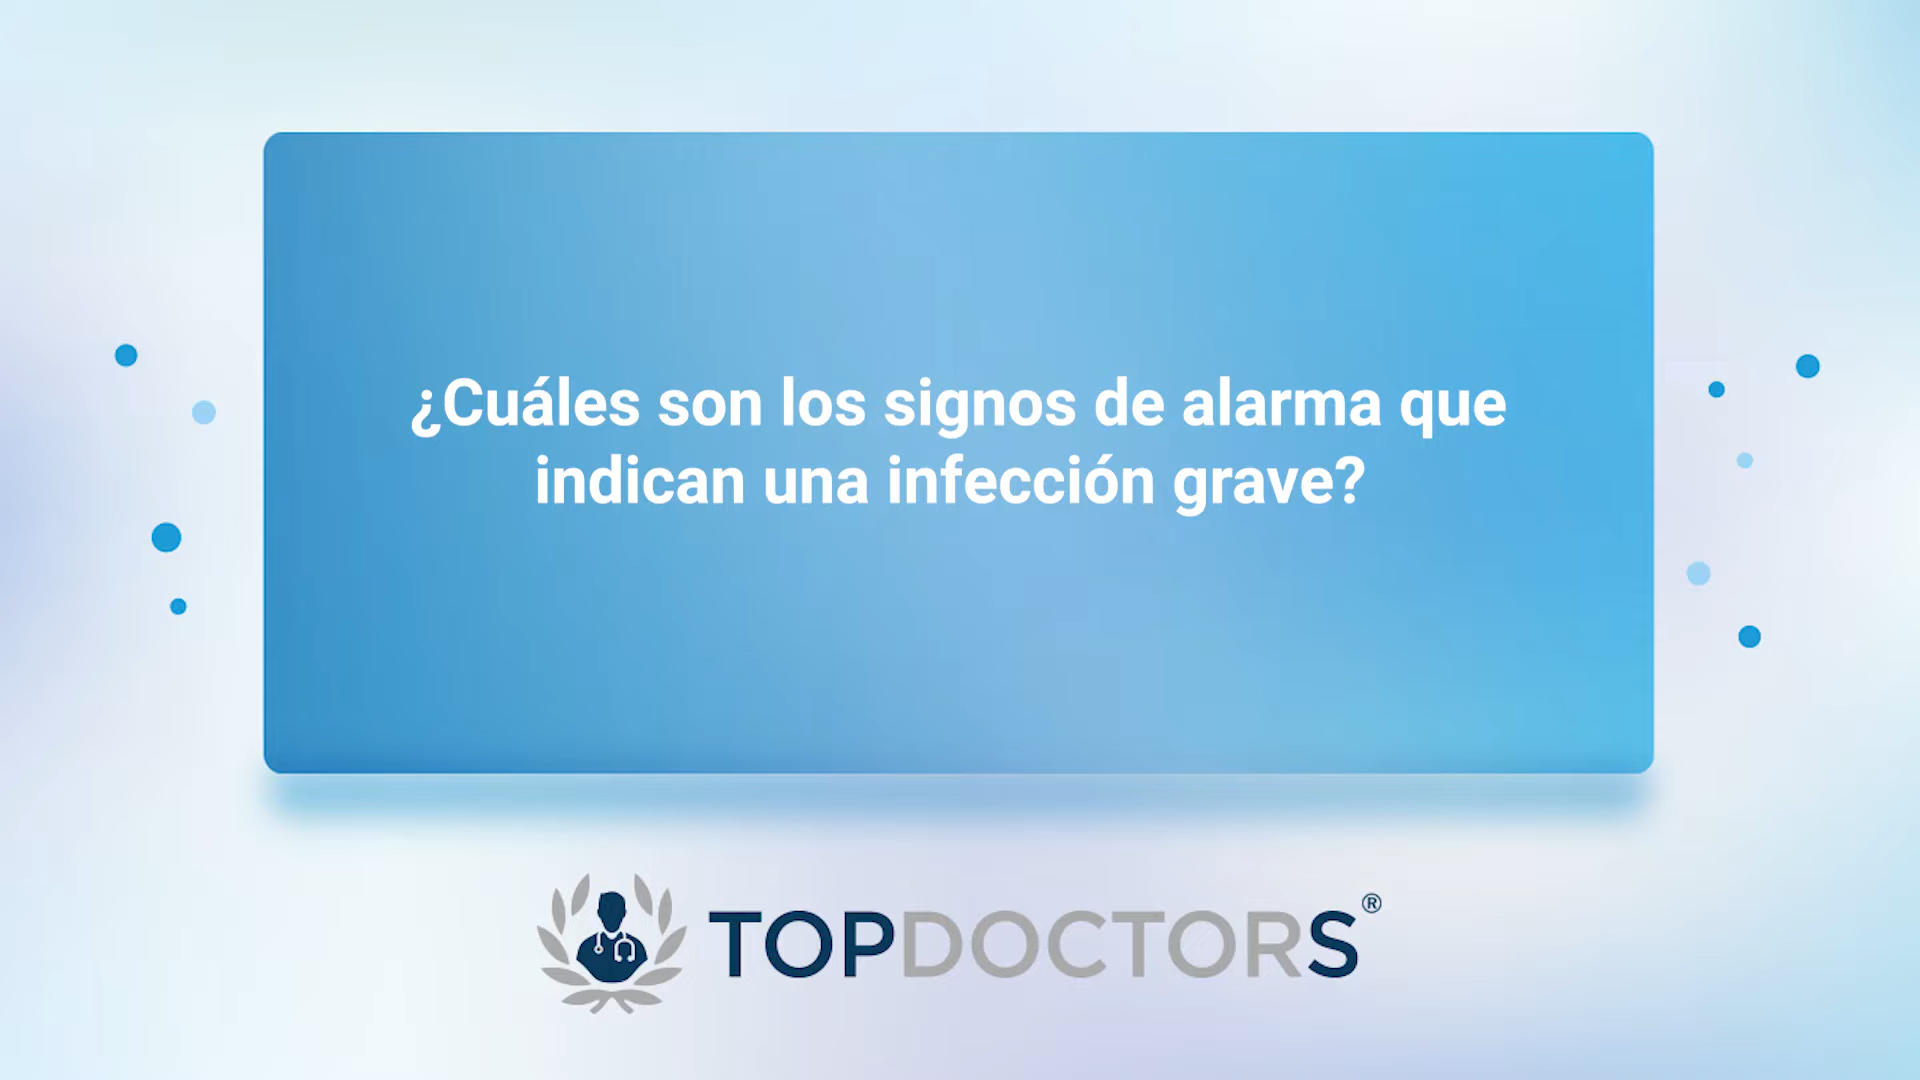 ¿Cuáles son los signos de alarma que
indican una infección grave?
TOPDOCTORS®